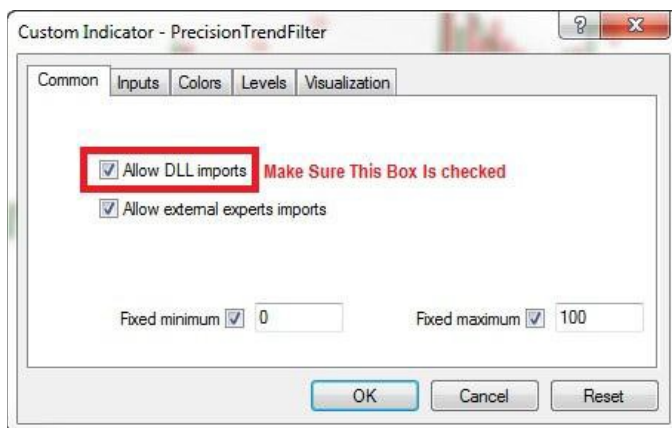 Custom Indicator - PrecisionTrendFilter
Common Inputs Colors Levels Visualization
Allow DLL imports Make Sure This Box Is checked
Allow external experts imports
Fixed minimum 0 Fixed maximum 100
OK Cancel Reset